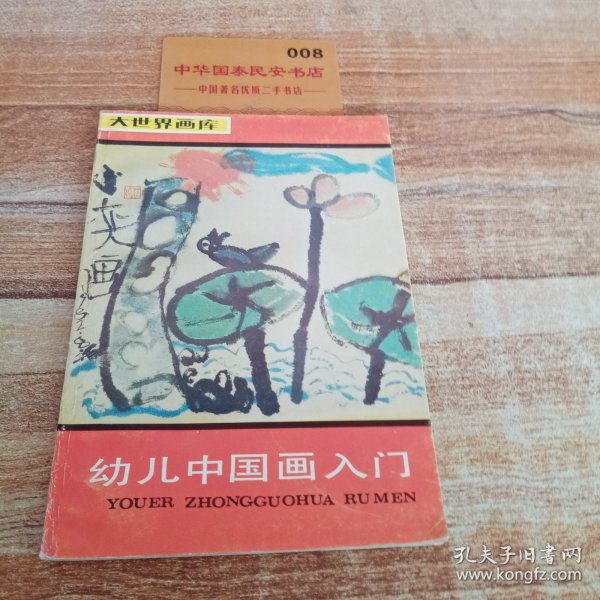 008
中华国泰民安书店
中国著名优质二手书店
大世界画库
幼儿中国画入门
YOUER ZHONGGUOHUA RUMEN
孔夫子旧书网
www.kongfz.com